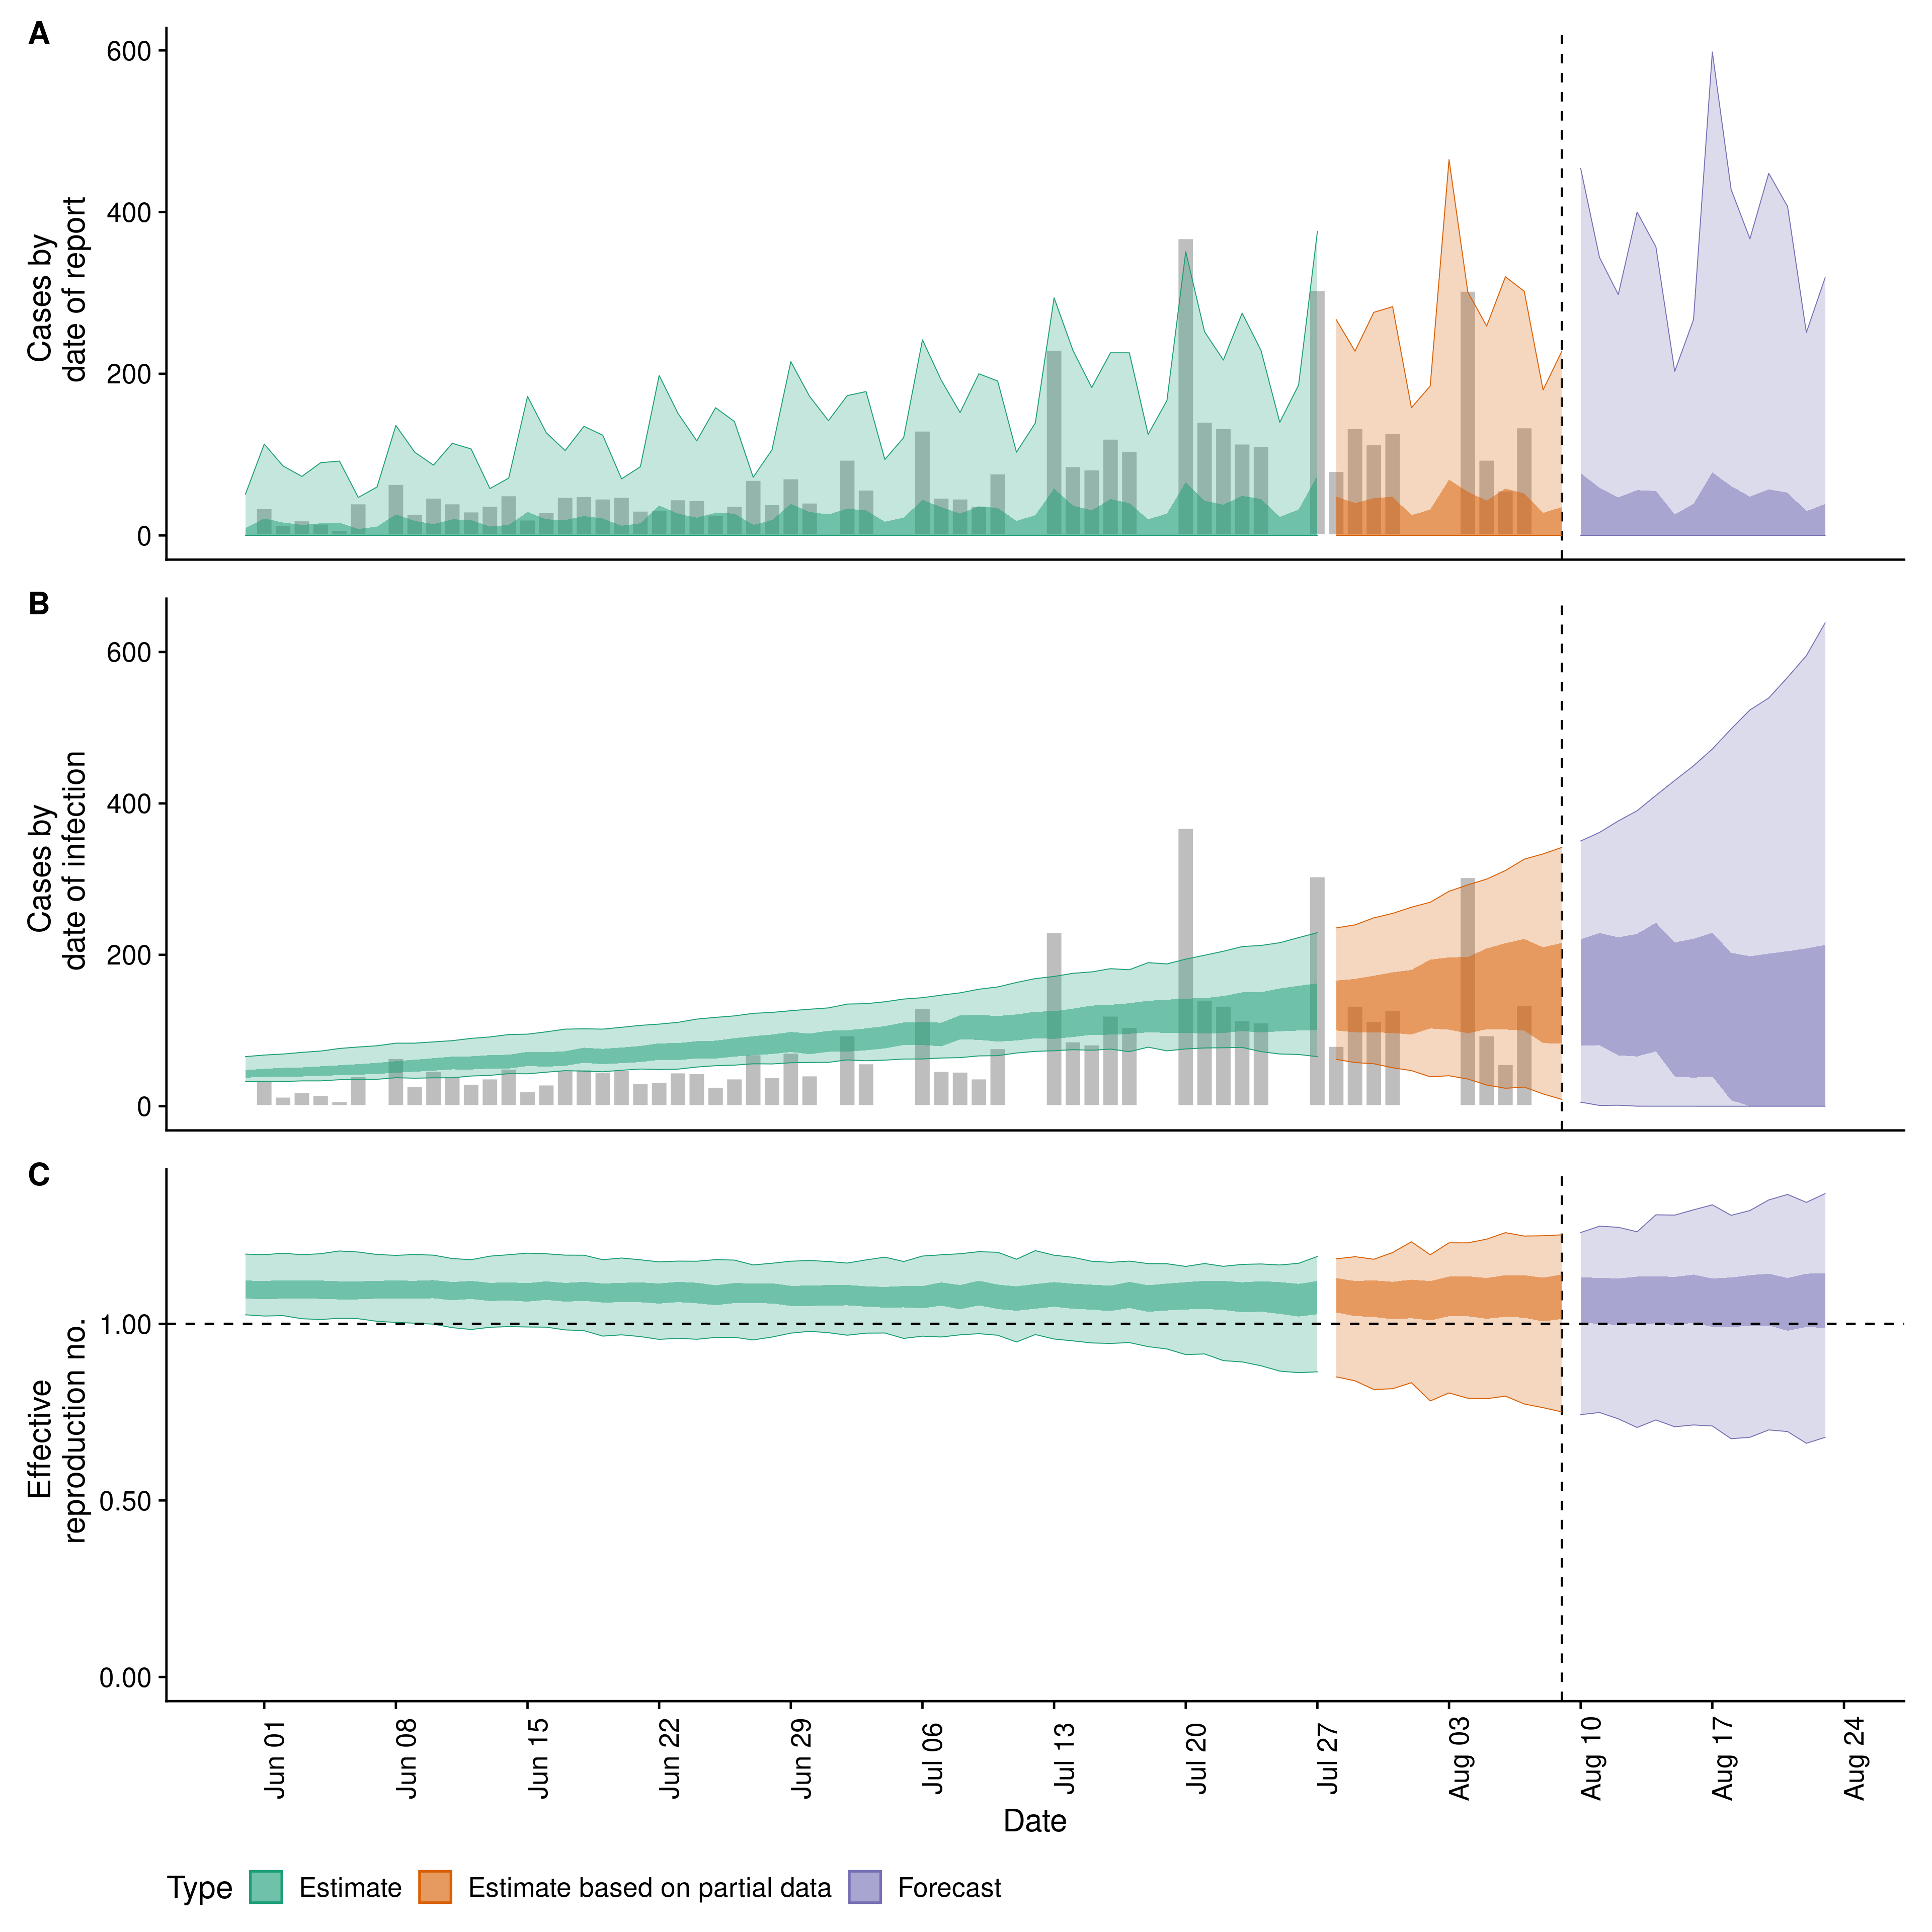 A
600
400
200
0
Cases by
date of report
B
600
400
200
0
Cases by
date of infection
C
1.00
0.50
0.00
Effective
reproduction no.
Jun 01
Jun 08
Jun 15
Jun 22
Jun 29
Jul 06
Jul 13
Jul 20
Jul 27
Aug 03
Aug 10
Aug 17
Aug 24
Date
Type Estimate Estimate based on partial data Forecast